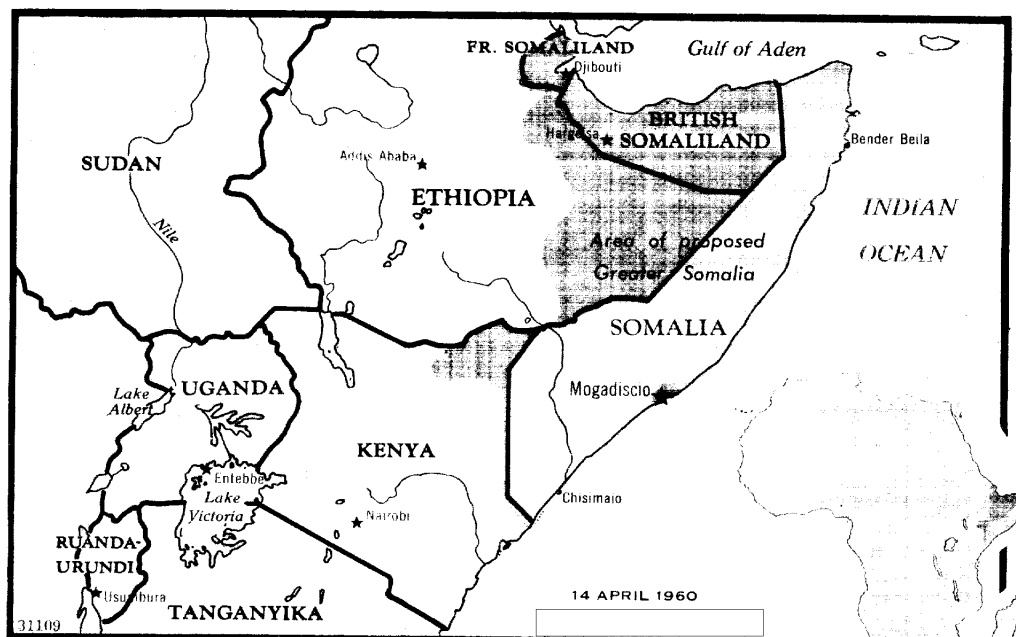 FR. SOMALILAND
Gulf of Aden
Djibouti
BRITISH
SOMALILAND
Hargeisa
Bender Beila
SUDAN
Addis Ababa
ETHIOPIA
Nile
INDIAN
OCEAN
Area of proposed
Greater Somalia
SOMALIA
Mogadiscio
UGANDA
Lake
Albert
KENYA
Entebbe
Lake
Victoria
Nairobi
Chisimaio
RUANDA-
URUNDI
Usumbura
TANGANYIKA
14 APRIL 1960
31109